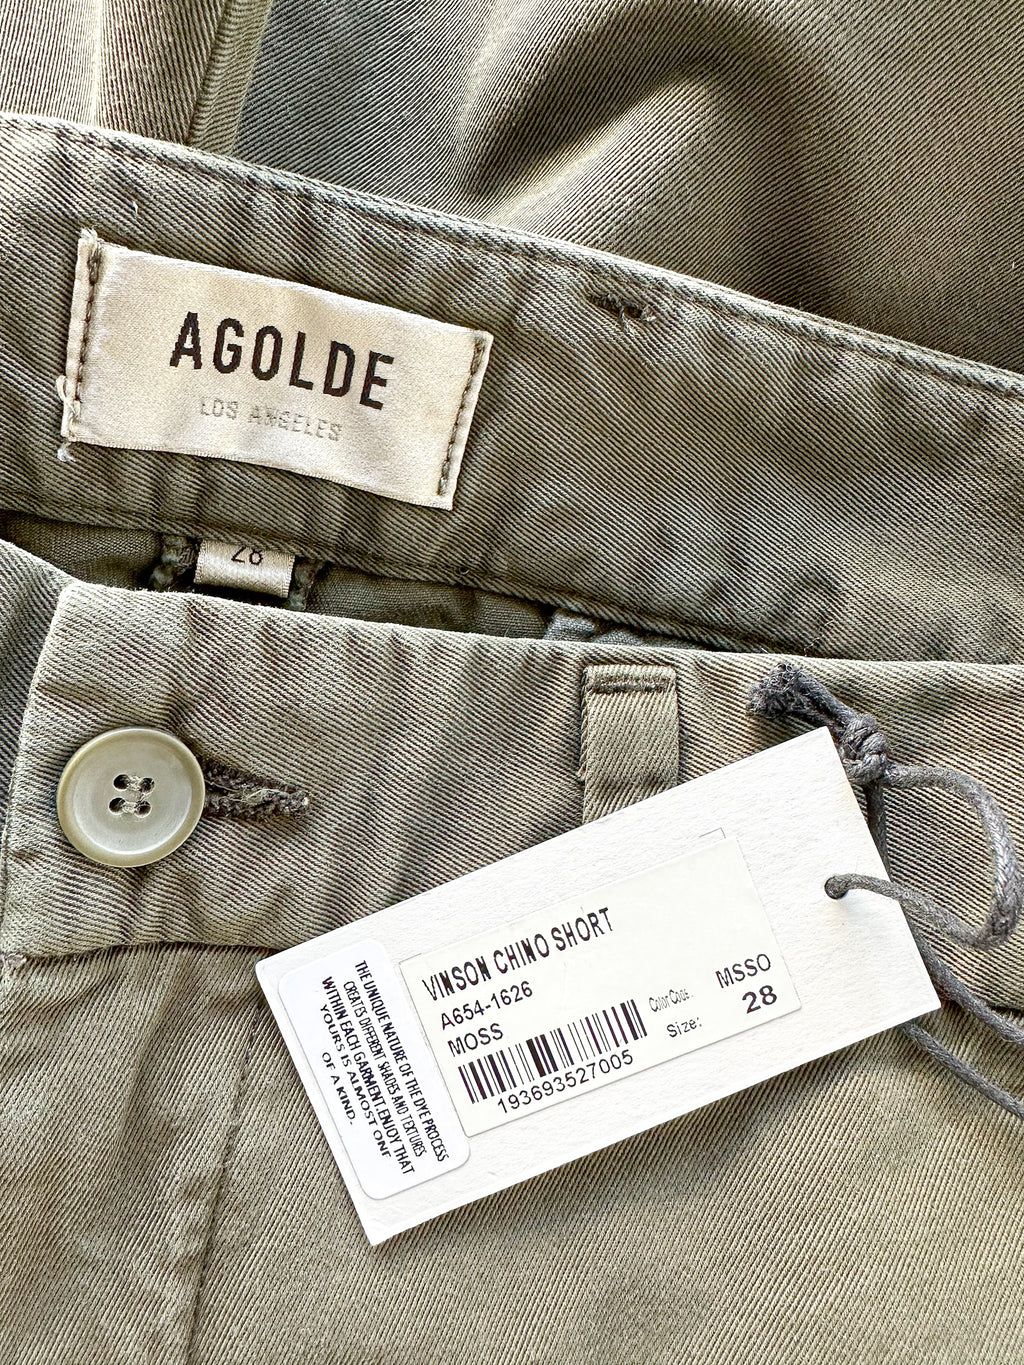 AGOLDE
LOS ANGELES
28
VINSON CHINO SHORT
A654-1626
MOSS
Color Code: MSSO
Size: 28
193693527005
THE UNIQUE NATURE OF THE DYE PROCESS
CREATES DIFFERENT SHADES AND TEXTURES
WITHIN EACH GARMENT. ENJOY THAT
YOURS IS ALMOST ONE
OF A KIND.